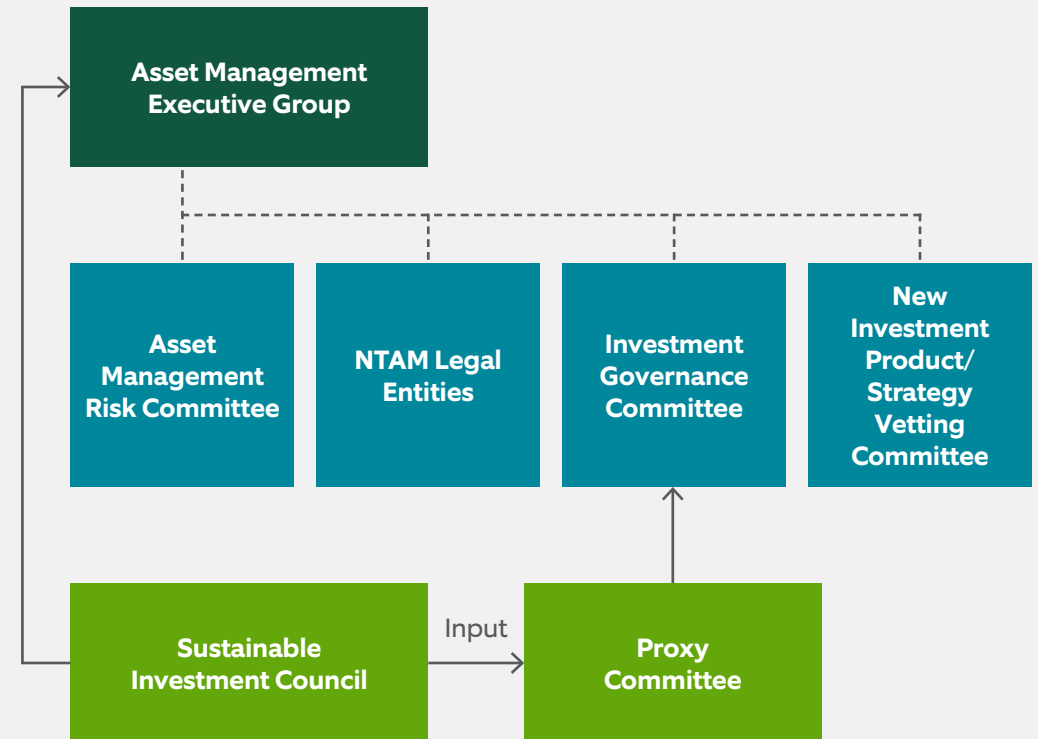 Asset Management
Executive Group
Asset
Management
Risk Committee
NTAM Legal
Entities
Investment
Governance
Committee
New
Investment
Product/
Strategy
Vetting
Committee
Sustainable
Investment Council
Input
Proxy
Committee